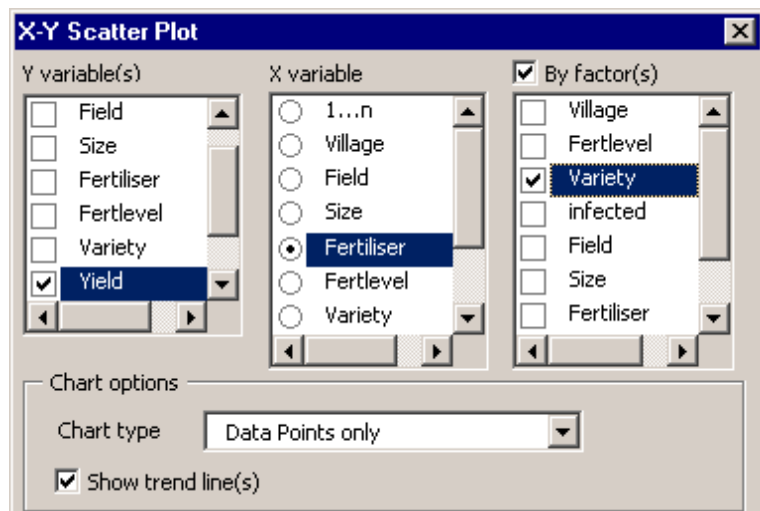 X-Y Scatter Plot
Y variable(s)
Field
Size
Fertiliser
Fertlevel
Variety
Yield
X variable
1...n
Village
Field
Size
Fertiliser
Fertlevel
Variety
By factor(s)
Village
Fertlevel
Variety
infected
Field
Size
Fertiliser
Chart options
Chart type Data Points only
Show trend line(s)